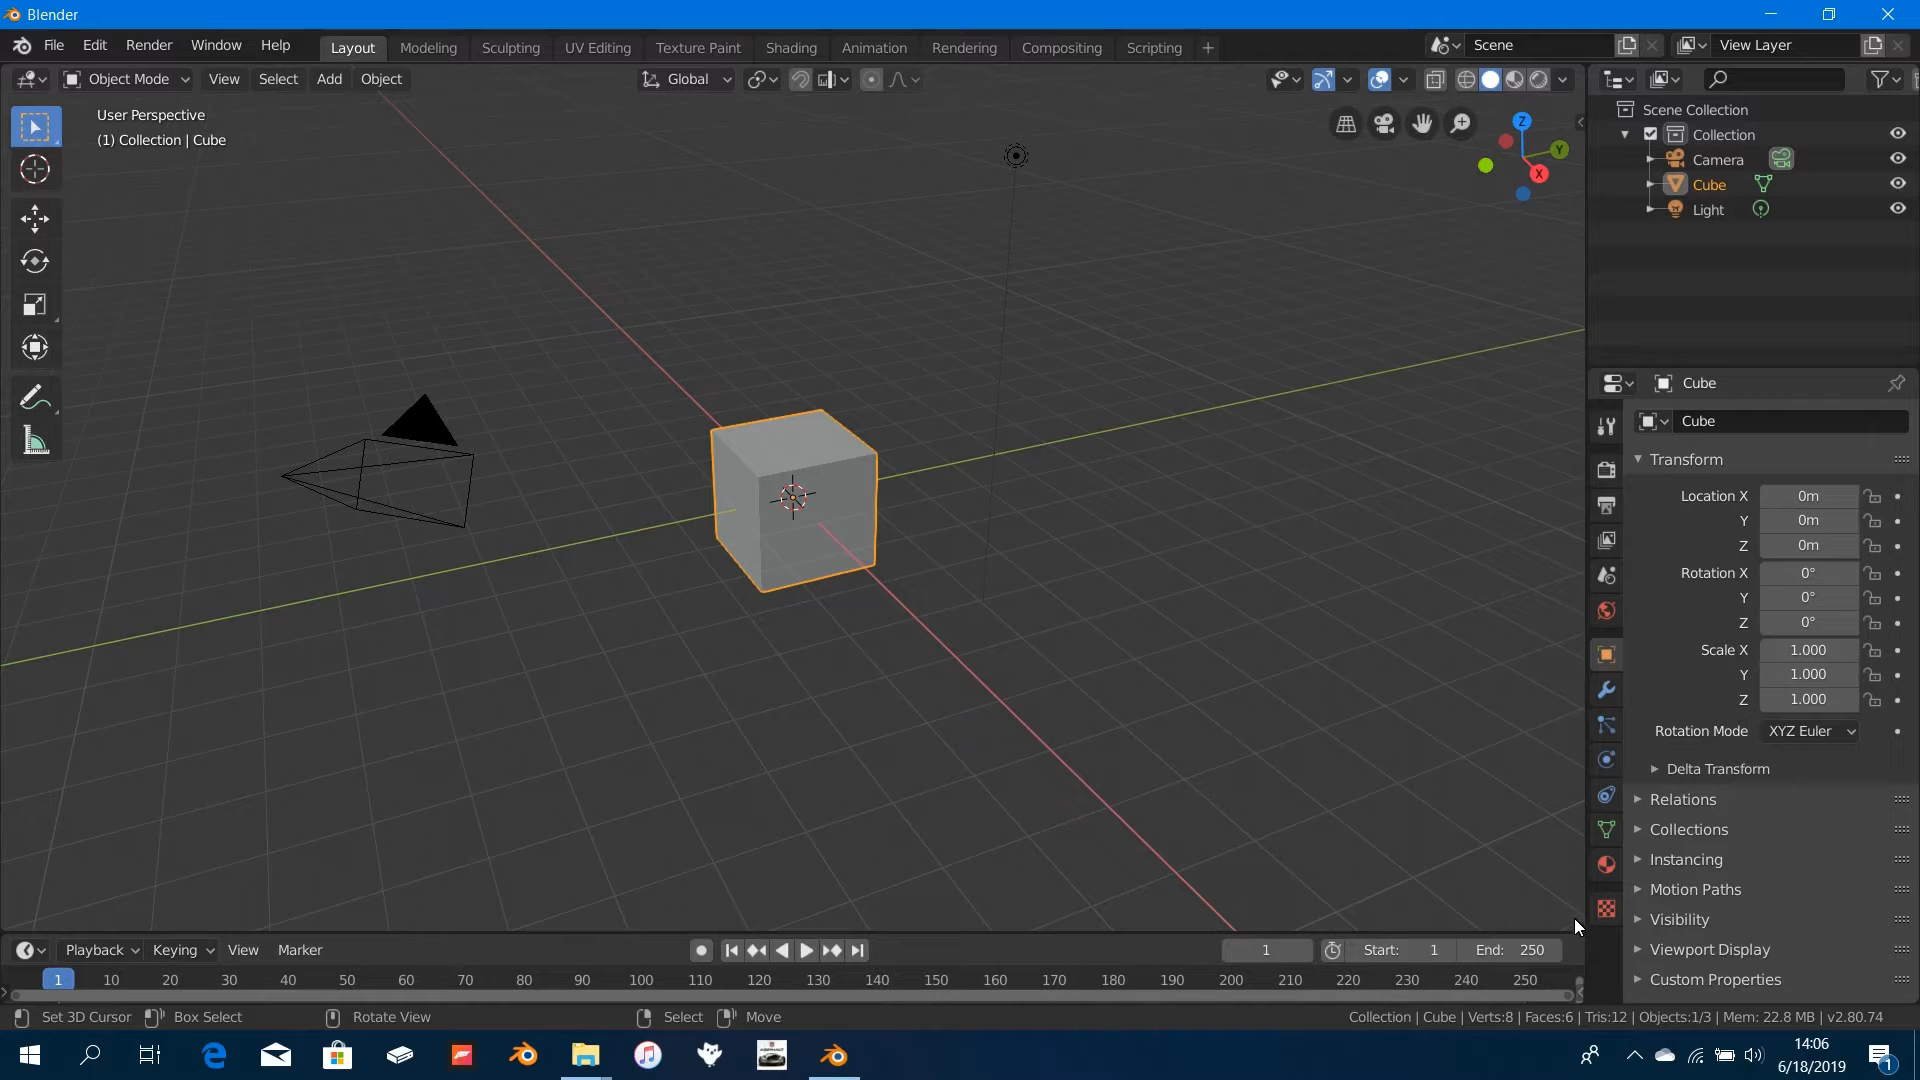 Blender
File Edit Render Window Help Layout Modeling Sculpting UV Editing Texture Paint Shading Animation Rendering Compositing Scripting + Scene View Layer
Object Mode View Select Add Object Global
User Perspective
(1) Collection | Cube
Z
Y
X
Scene Collection
Collection
Camera
Cube
Light
Cube
Cube
Transform
Location X 0m
Y 0m
Z 0m
Rotation X 0°
Y 0°
Z 0°
Scale X 1.000
Y 1.000
Z 1.000
Rotation Mode XYZ Euler
Delta Transform
Relations
Collections
Instancing
Motion Paths
Visibility
Viewport Display
Custom Properties
Playback Keying View Marker 1 Start: 1 End: 250
1 10 20 30 40 50 60 70 80 90 100 110 120 130 140 150 160 170 180 190 200 210 220 230 240 250
Set 3D Cursor Box Select Rotate View Select Move Collection | Cube | Verts:8 | Faces:6 | Tris:12 | Objects:1/3 | Mem: 22.8 MB | v2.80.74
14:06
6/18/2019
1